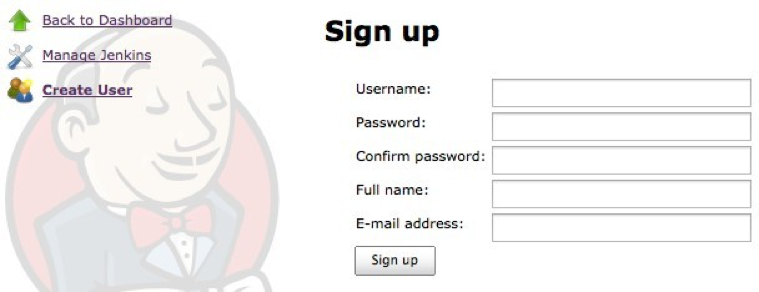 Back to Dashboard
Manage Jenkins
Create User
Sign up
Username:
Password:
Confirm password:
Full name:
E-mail address:
Sign up